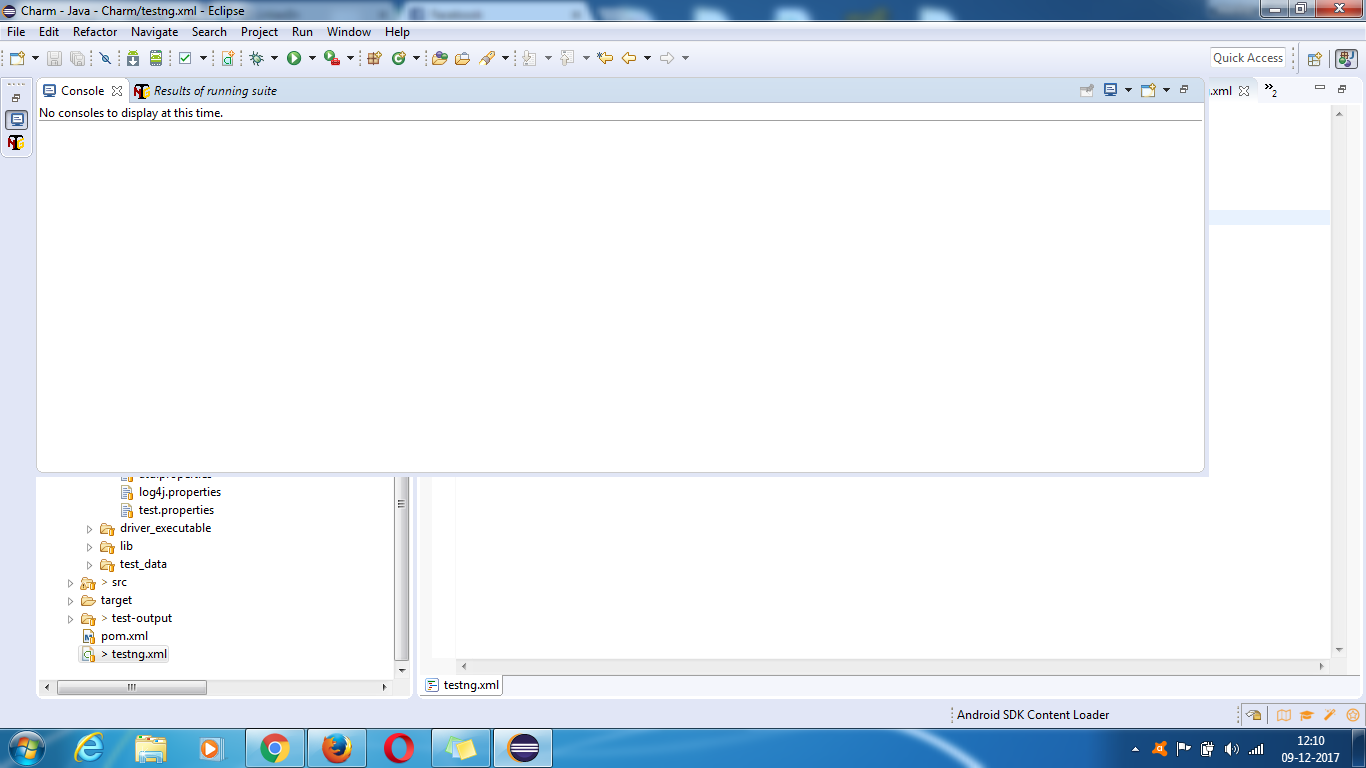 Charm - Java - Charm/testng.xml - Eclipse
File Edit Refactor Navigate Search Project Run Window Help
Quick Access
Console Results of running suite
.xml 2
No consoles to display at this time.
log4j.properties
test.properties
driver_executable
lib
test_data
> src
target
> test-output
pom.xml
> testng.xml
testng.xml
Android SDK Content Loader
12:10
09-12-2017